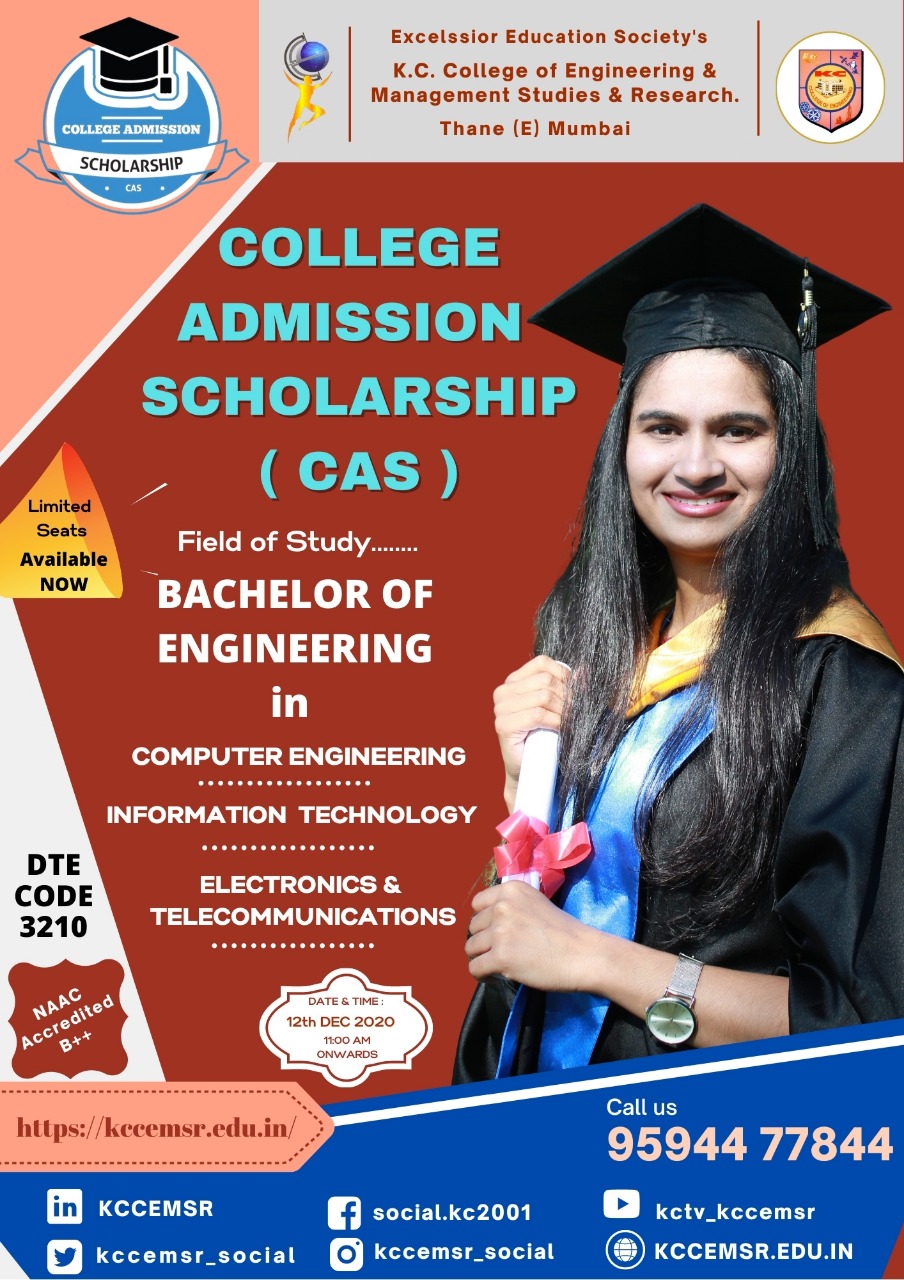 COLLEGE ADMISSION
SCHOLARSHIP
CAS
Excelssior Education Society's
K.C. College of Engineering &
Management Studies & Research.
Thane (E) Mumbai
KC
COLLEGE
ADMISSION
SCHOLARSHIP
( CAS )
Limited
Seats
Available
NOW
Field of Study........
BACHELOR OF
ENGINEERING
in
COMPUTER ENGINEERING
INFORMATION TECHNOLOGY
ELECTRONICS &
TELECOMMUNICATIONS
DTE
CODE
3210
NAAC
Accredited
B++
DATE & TIME :
12th DEC 2020
11:00 AM
ONWARDS
https://kccemsr.edu.in/
Call us
95944 77844
in KCCEMSR
social.kc2001
kctv_kccemsr
kccemsr_social
kccemsr_social
KCCEMSR.EDU.IN